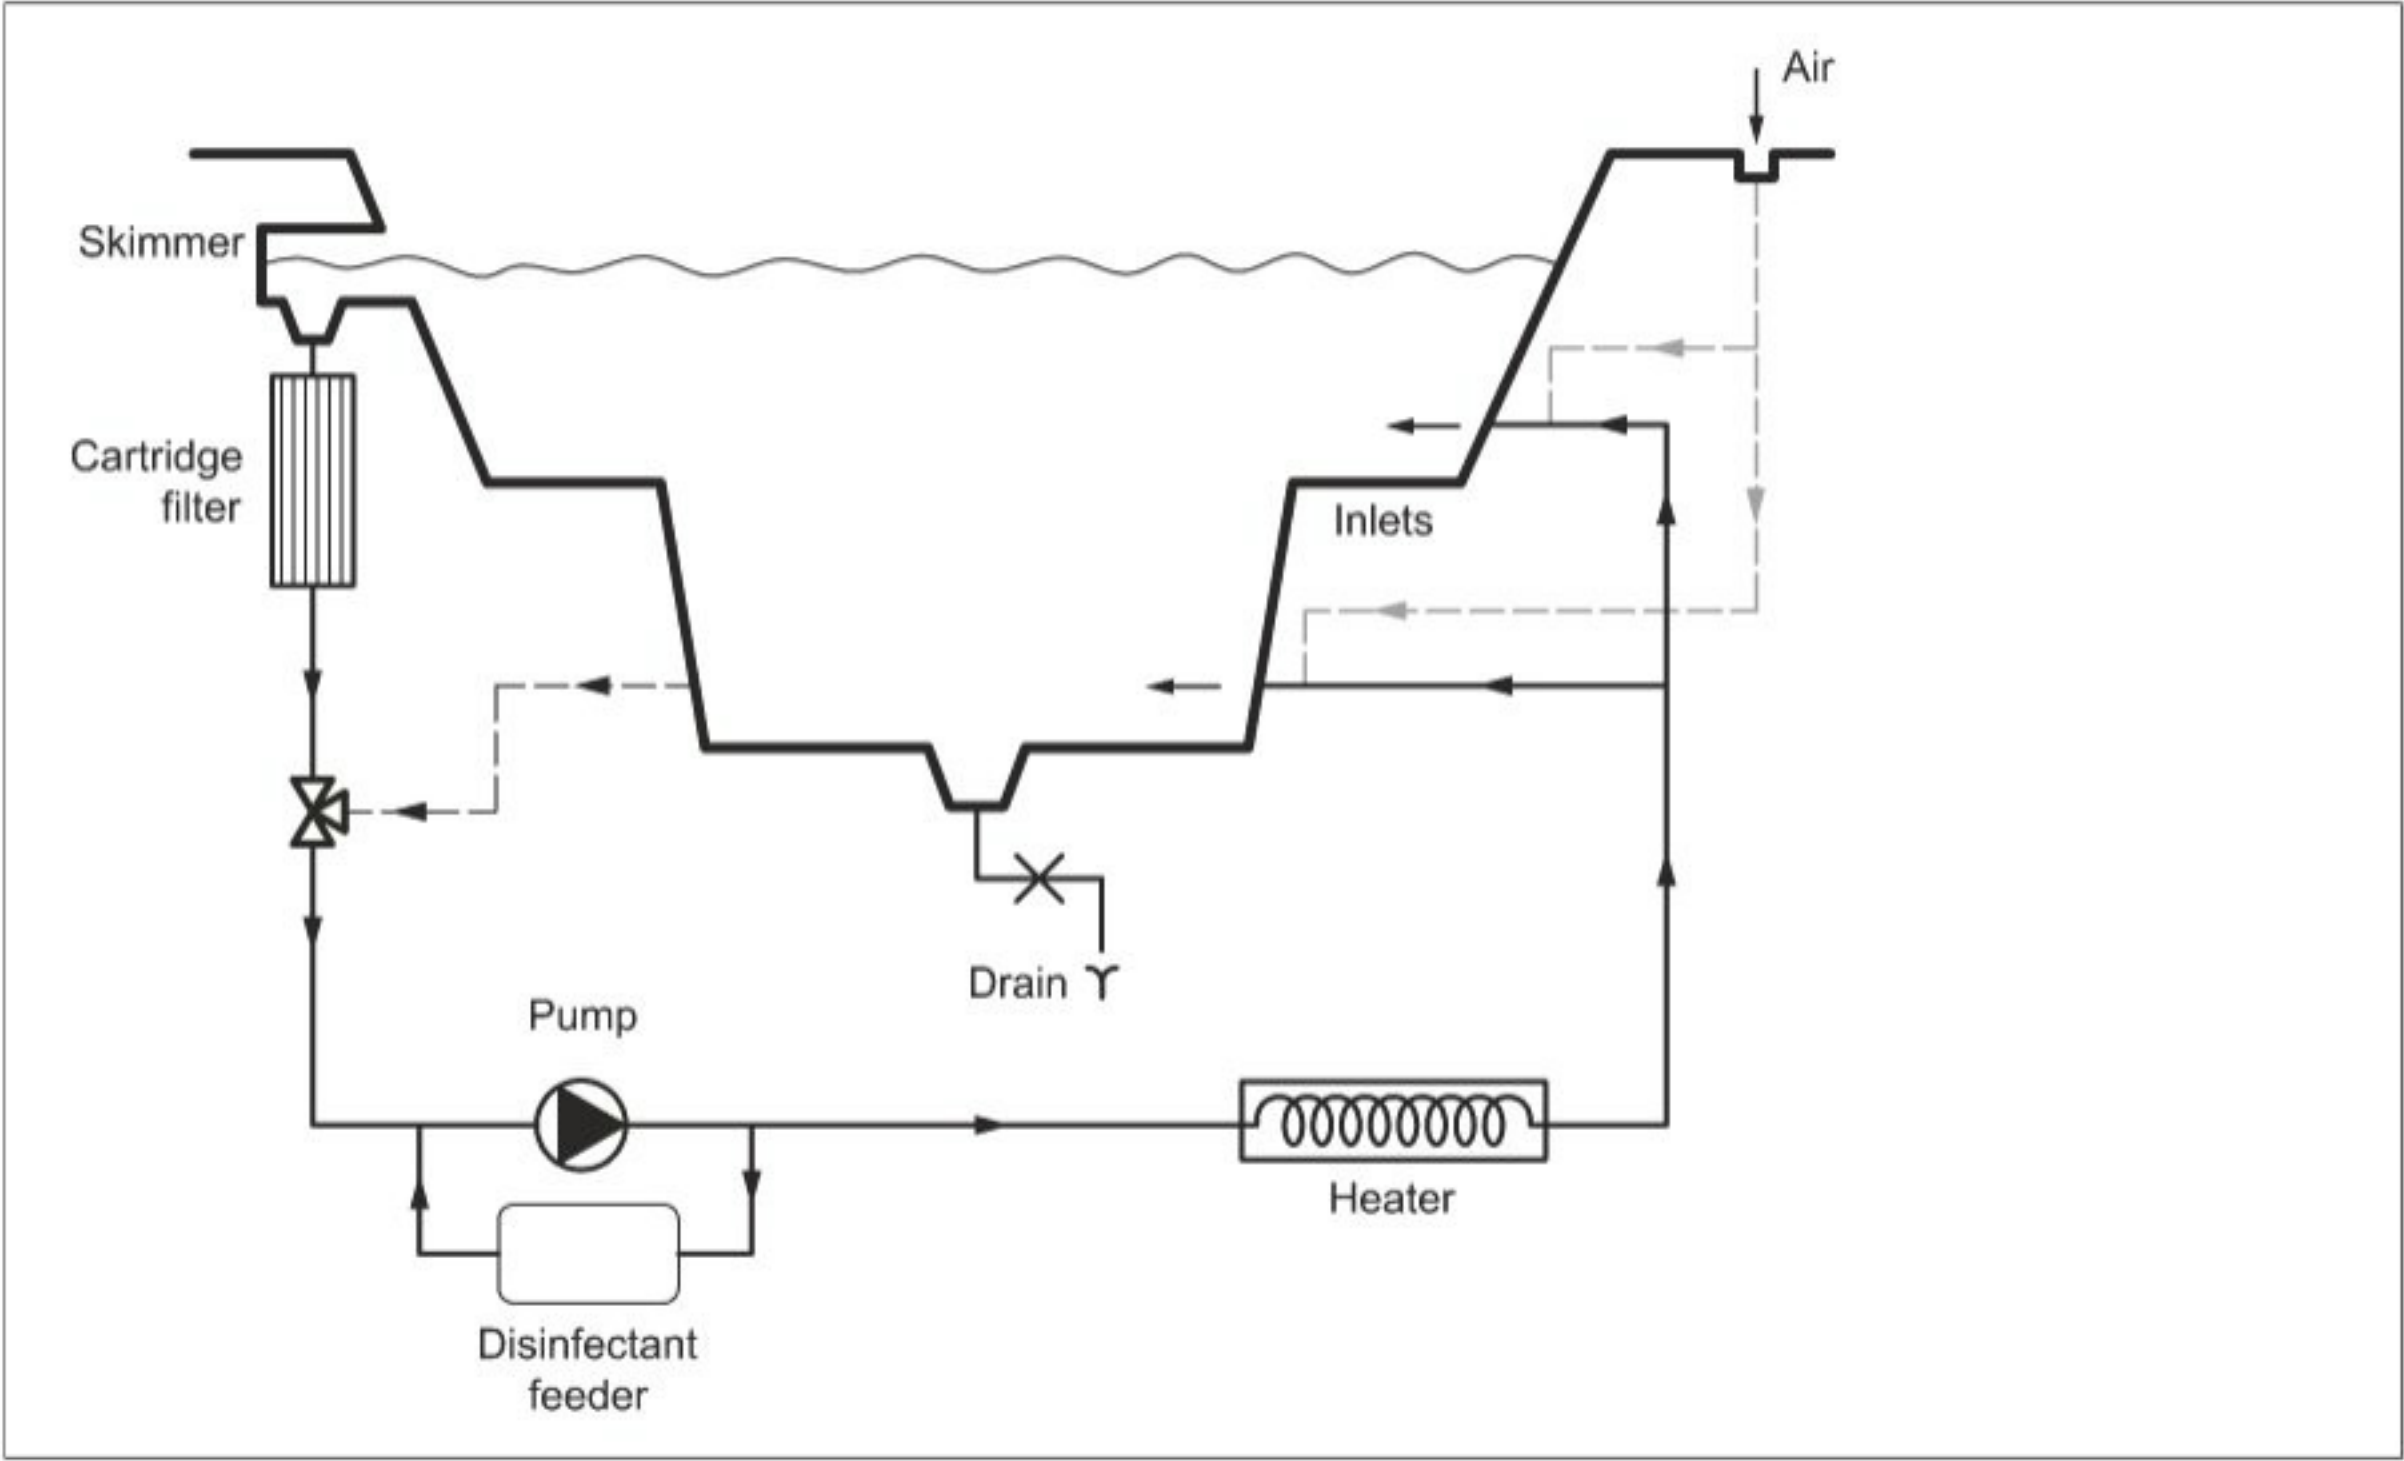 Air
Skimmer
Cartridge
filter
Inlets
Drain
Pump
Heater
Disinfectant
feeder